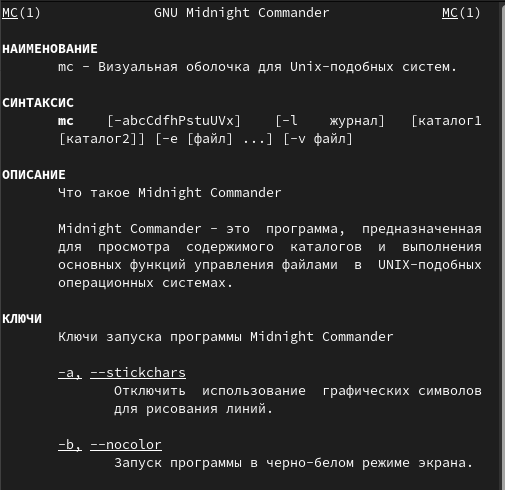 MC(1) GNU Midnight Commander MC(1)
НАИМЕНОВАНИЕ
mc - Визуальная оболочка для Unix-подобных систем.
СИНТАКСИС
mc [-abcCdfhPstuUVx] [-l журнал] [каталог1
[каталог2]] [-e [файл] ...] [-v файл]
ОПИСАНИЕ
Что такое Midnight Commander
Midnight Commander - это программа, предназначенная
для просмотра содержимого каталогов и выполнения
основных функций управления файлами в UNIX-подобных
операционных системах.
КЛЮЧИ
Ключи запуска программы Midnight Commander
-a, --stickchars
Отключить использование графических символов
для рисования линий.
-b, --nocolor
Запуск программы в черно-белом режиме экрана.